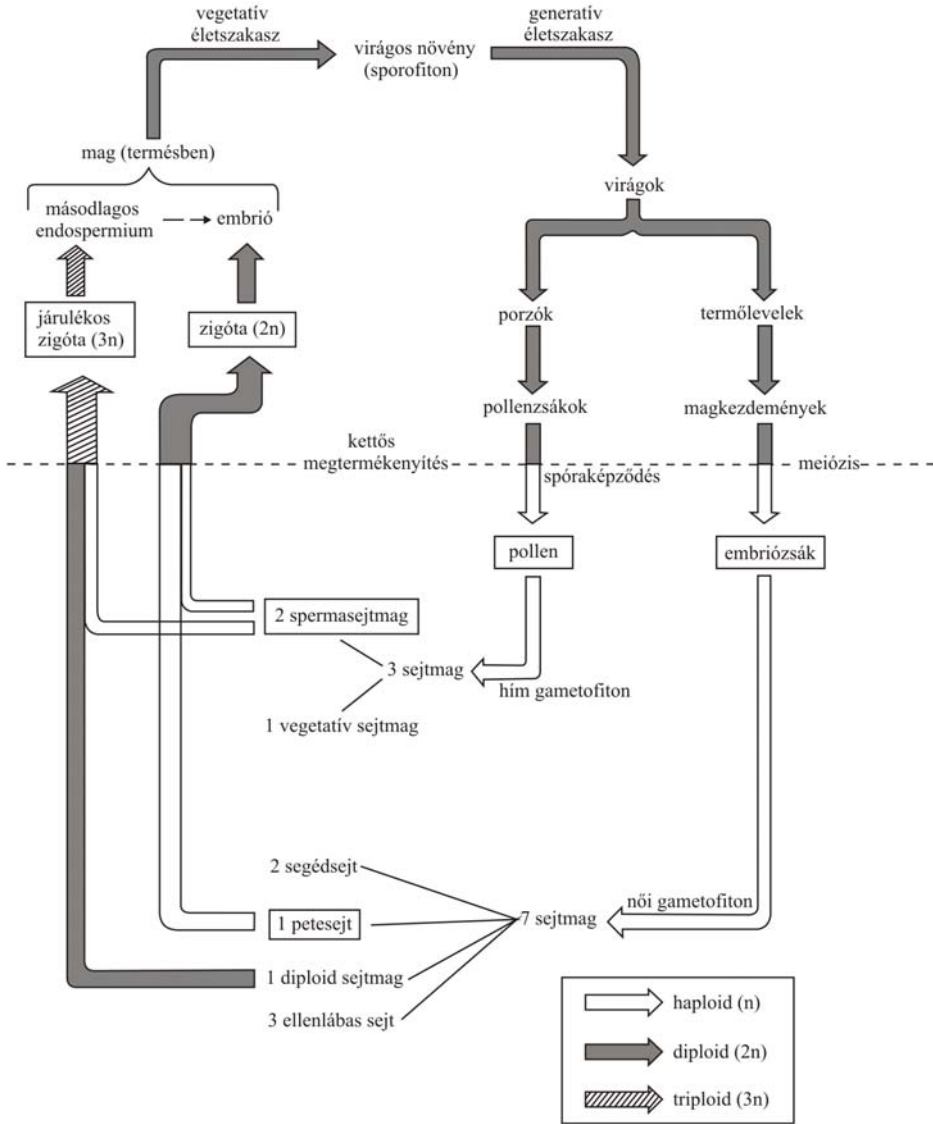 vegetatív
életszakasz
generatív
életszakasz
virágos növény
(sporofiton)
mag (termésben)
virágok
másodlagos
endospermium
embrió
járulékos
zigóta (3n)
zigóta (2n)
porzók
termőlevelek
pollenzsákok
magkezdemények
kettős
megtermékenyítés
meiózis
spóraképződés
pollen
embriózsák
2 spermasejtmag
3 sejtmag
hím gametofiton
1 vegetatív sejtmag
2 segédsejt
női gametofiton
1 petesejt
7 sejtmag
1 diploid sejtmag
3 ellenlábas sejt
haploid (n)
diploid (2n)
triploid (3n)